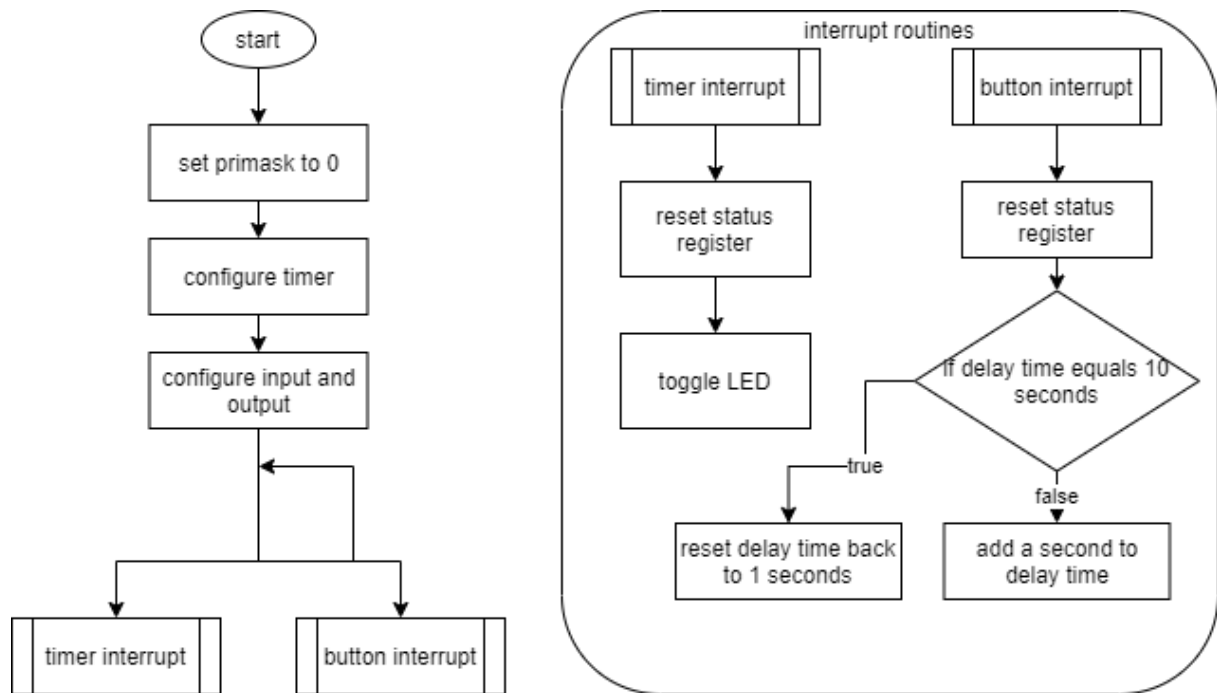 start
set primask to 0
configure timer
configure input and
output
timer interrupt
button interrupt
interrupt routines
timer interrupt
button interrupt
reset status
register
reset status
register
toggle LED
if delay time equals 10
seconds
true
false
reset delay time back
to 1 seconds
add a second to
delay time